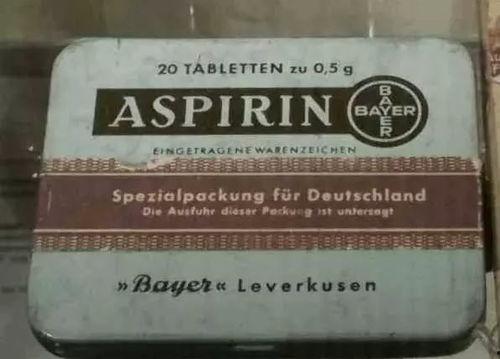 20 TABLETTEN zu 0,5 g
ASPIRIN BAYER BAYER
EINGETRAGENE WARENZEICHEN
Spezialpackung für Deutschland
Die Ausfuhr dieser Packung ist untersagt
»Bayer« Leverkusen